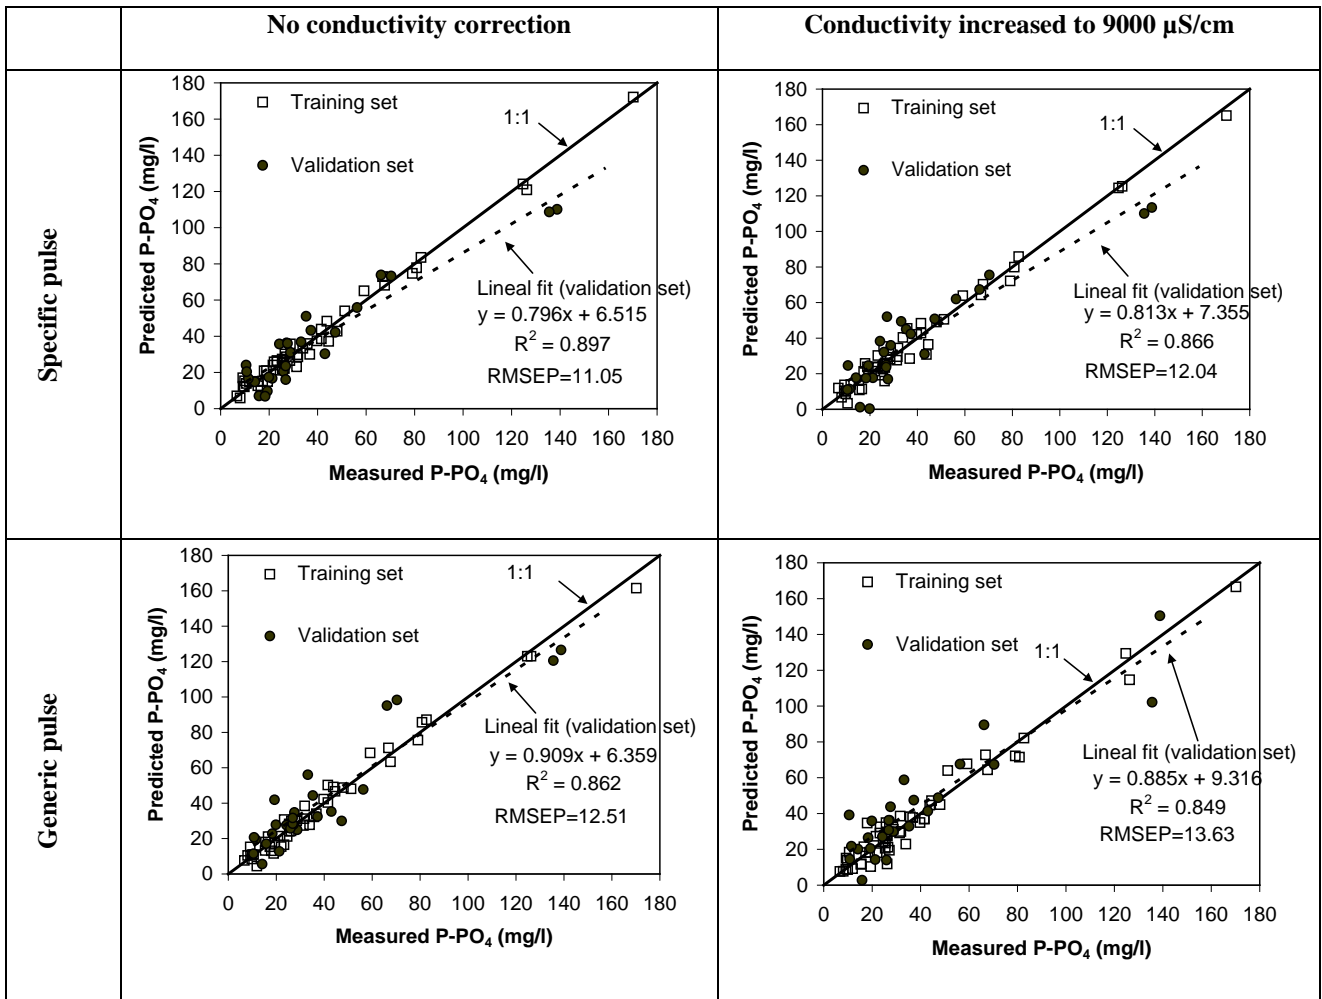 No conductivity correction
Conductivity increased to 9000 µS/cm
Specific pulse
180
160
140
120
100
80
60
40
20
0
Predicted P-PO4 (mg/l)
Training set
Validation set
1:1
Lineal fit (validation set)
y = 0.796x + 6.515
R2 = 0.897
RMSEP=11.05
0 20 40 60 80 100 120 140 160 180
Measured P-PO4 (mg/l)
180
160
140
120
100
80
60
40
20
0
Predicted P-PO4 (mg/l)
Training set
Validation set
1:1
Lineal fit (validation set)
y = 0.813x + 7.355
R2 = 0.866
RMSEP=12.04
0 20 40 60 80 100 120 140 160 180
Measured P-PO4 (mg/l)
Generic pulse
180
160
140
120
100
80
60
40
20
0
Predicted P-PO4 (mg/l)
Training set
Validation set
1:1
Lineal fit (validation set)
y = 0.909x + 6.359
R2 = 0.862
RMSEP=12.51
0 20 40 60 80 100 120 140 160 180
Measured P-PO4 (mg/l)
180
160
140
120
100
80
60
40
20
0
Predicted P-PO4 (mg/l)
Training set
Validation set
1:1
Lineal fit (validation set)
y = 0.885x + 9.316
R2 = 0.849
RMSEP=13.63
0 20 40 60 80 100 120 140 160 180
Measured P-PO4 (mg/l)